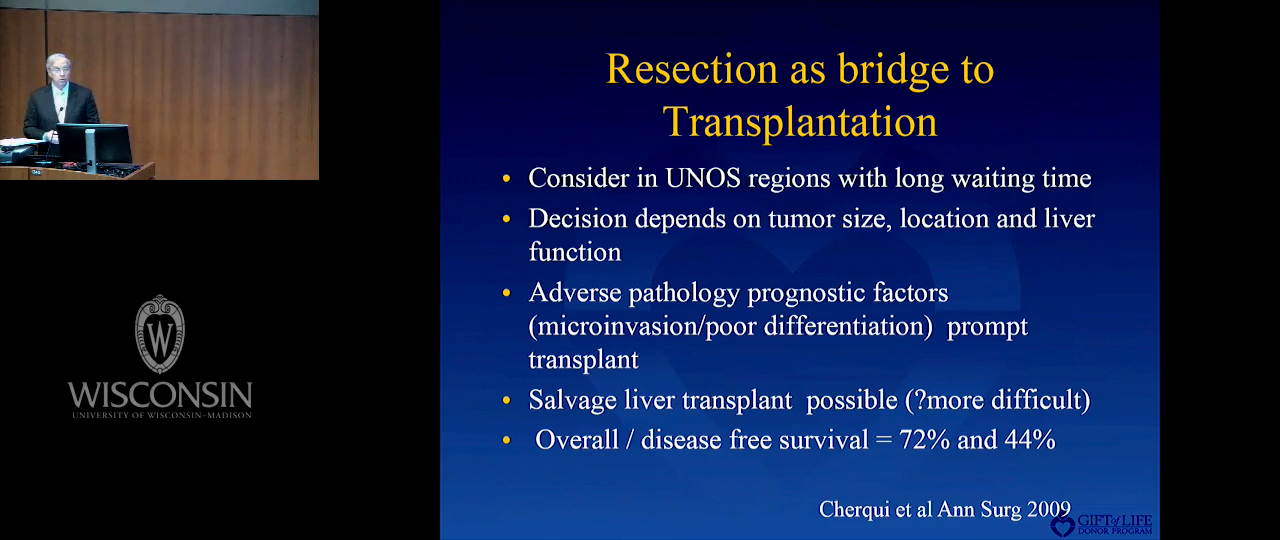 Resection as bridge to
Transplantation
• Consider in UNOS regions with long waiting time
• Decision depends on tumor size, location and liver
function
• Adverse pathology prognostic factors
(microinvasion/poor differentiation) prompt
transplant
• Salvage liver transplant possible (?more difficult)
• Overall / disease free survival = 72% and 44%
Cherqui et al Ann Surg 2009
GIFT of LIFE
DONOR PROGRAM
W
WISCONSIN
UNIVERSITY OF WISCONSIN–MADISON